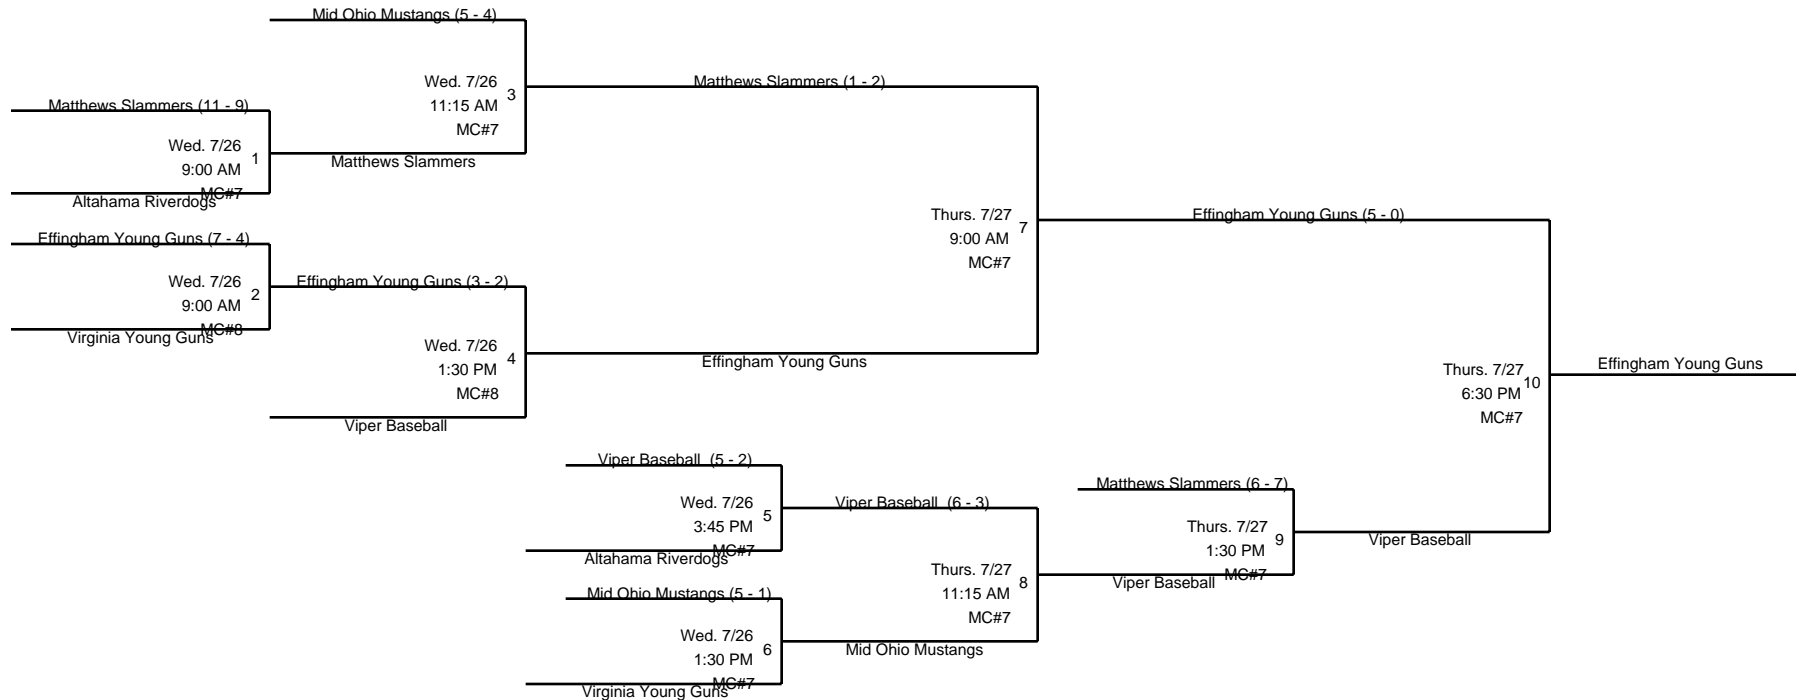 Mid Ohio Mustangs (5 - 4)
Wed. 7/26
11:15 AM
3
MC#7
Matthews Slammers (1 - 2)
Matthews Slammers (11 - 9)
Wed. 7/26
9:00 AM
1
MC#7
Matthews Slammers
Altahama Riverdogs
Effingham Young Guns (7 - 4)
Wed. 7/26
9:00 AM
2
MC#8
Virginia Young Guns
Effingham Young Guns (3 - 2)
Wed. 7/26
1:30 PM
4
MC#8
Viper Baseball
Effingham Young Guns
Thurs. 7/27
9:00 AM
7
MC#7
Effingham Young Guns (5 - 0)
Thurs. 7/27
6:30 PM
10
MC#7
Effingham Young Guns
Viper Baseball  (5 - 2)
Wed. 7/26
3:45 PM
5
MC#7
Altahama Riverdogs
Viper Baseball  (6 - 3)
Mid Ohio Mustangs (5 - 1)
Wed. 7/26
1:30 PM
6
MC#7
Virginia Young Guns
Thurs. 7/27
11:15 AM
8
MC#7
Mid Ohio Mustangs
Matthews Slammers (6 - 7)
Thurs. 7/27
1:30 PM
9
MC#7
Viper Baseball
Viper Baseball